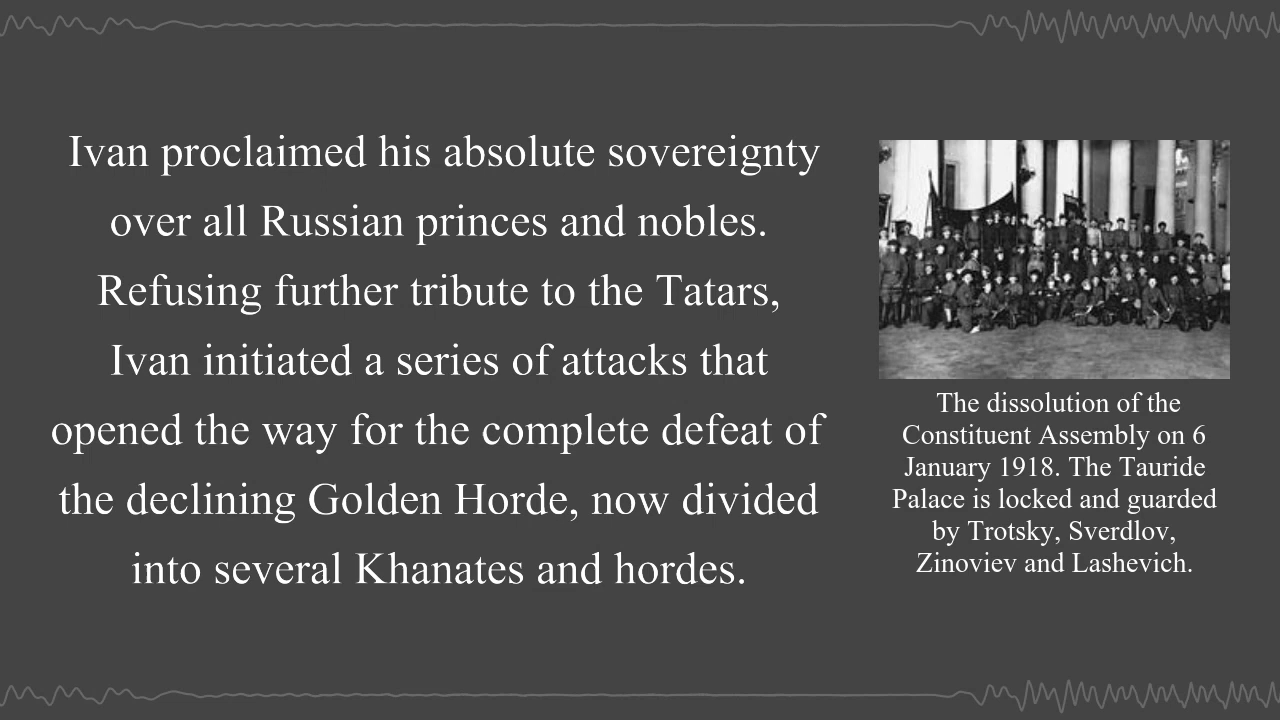 Ivan proclaimed his absolute sovereignty
over all Russian princes and nobles.
Refusing further tribute to the Tatars,
Ivan initiated a series of attacks that
opened the way for the complete defeat of
the declining Golden Horde, now divided
into several Khanates and hordes.
The dissolution of the
Constituent Assembly on 6
January 1918. The Tauride
Palace is locked and guarded
by Trotsky, Sverdlov,
Zinoviev and Lashevich.